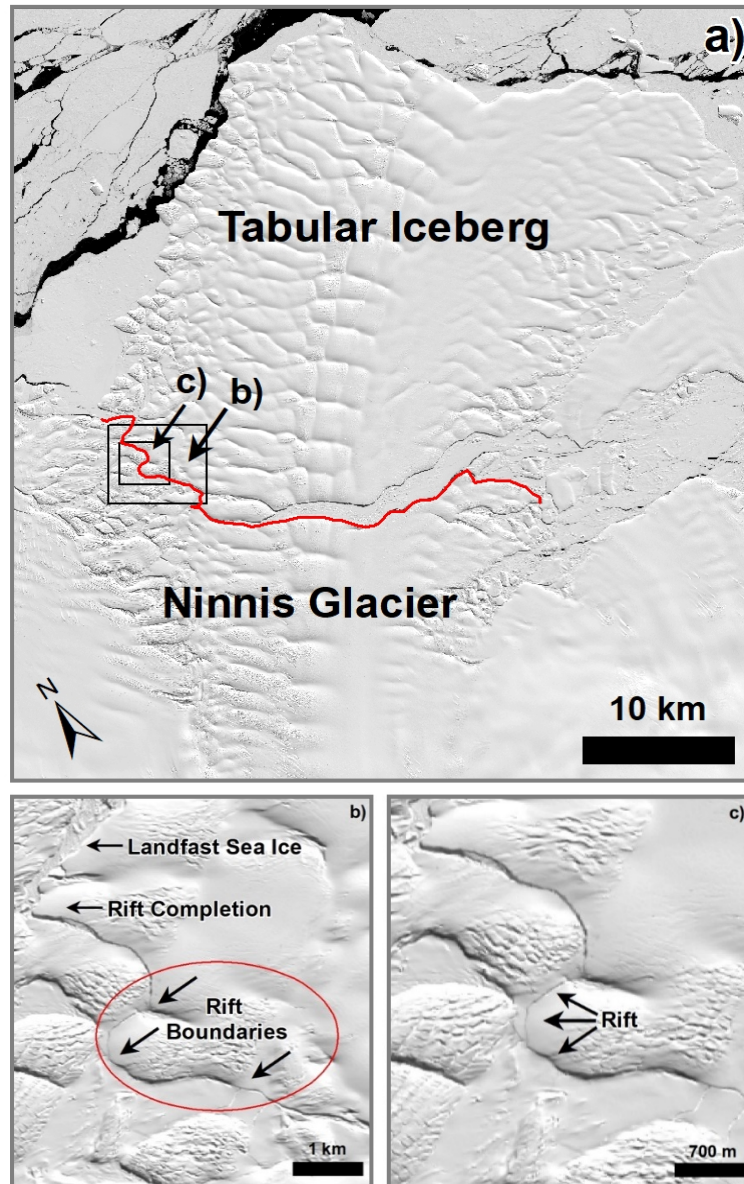 a)
Tabular Iceberg
c)
b)
Ninnis Glacier
N
10 km
b)
Landfast Sea Ice
Rift Completion
Rift
Boundaries
1 km
c)
Rift
700 m